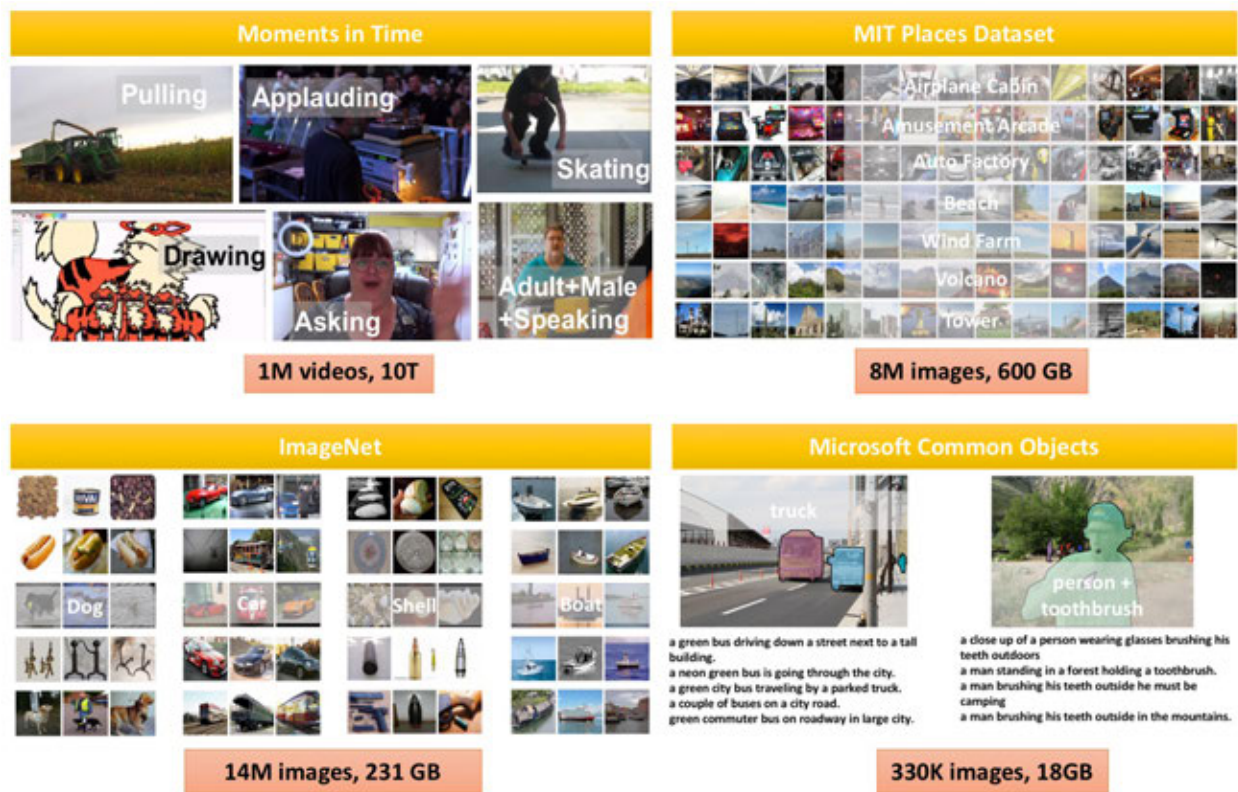 Moments in Time
Pulling
Applauding
Skating
Drawing
Asking
Adult+Male
+Speaking
1M videos, 10T
MIT Places Dataset
Airplane Cabin
Amusement Arcade
Auto Factory
Beach
Wind Farm
Volcano
Tower
8M images, 600 GB
ImageNet
Dog
Car
Shell
Boat
14M images, 231 GB
Microsoft Common Objects
truck
a green bus driving down a street next to a tall
building.
a neon green bus is going through the city.
a green city bus traveling by a parked truck.
a couple of buses on a city road.
green commuter bus on roadway in large city.
person +
toothbrush
a close up of a person wearing glasses brushing his
teeth outdoors
a man standing in a forest holding a toothbrush.
a man brushing his teeth outside he must be
camping
a man brushing his teeth outside in the mountains.
330K images, 18GB